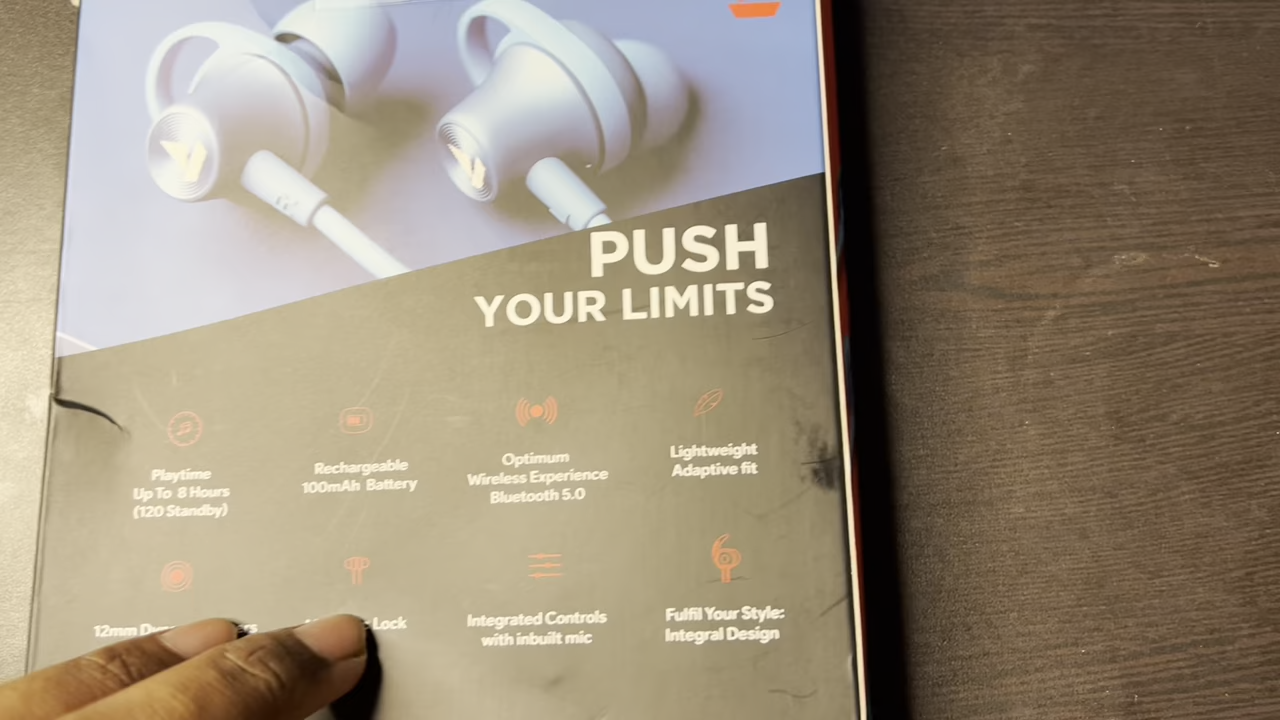 PUSH
YOUR LIMITS
Playtime
Up To 8 Hours
(120 Standby)
Rechargeable
100mAh Battery
Optimum
Wireless Experience
Bluetooth 5.0
Lightweight
Adaptive fit
12mm
Lock
Integrated Controls
with inbuilt mic
Fulfil Your Style:
Integral Design